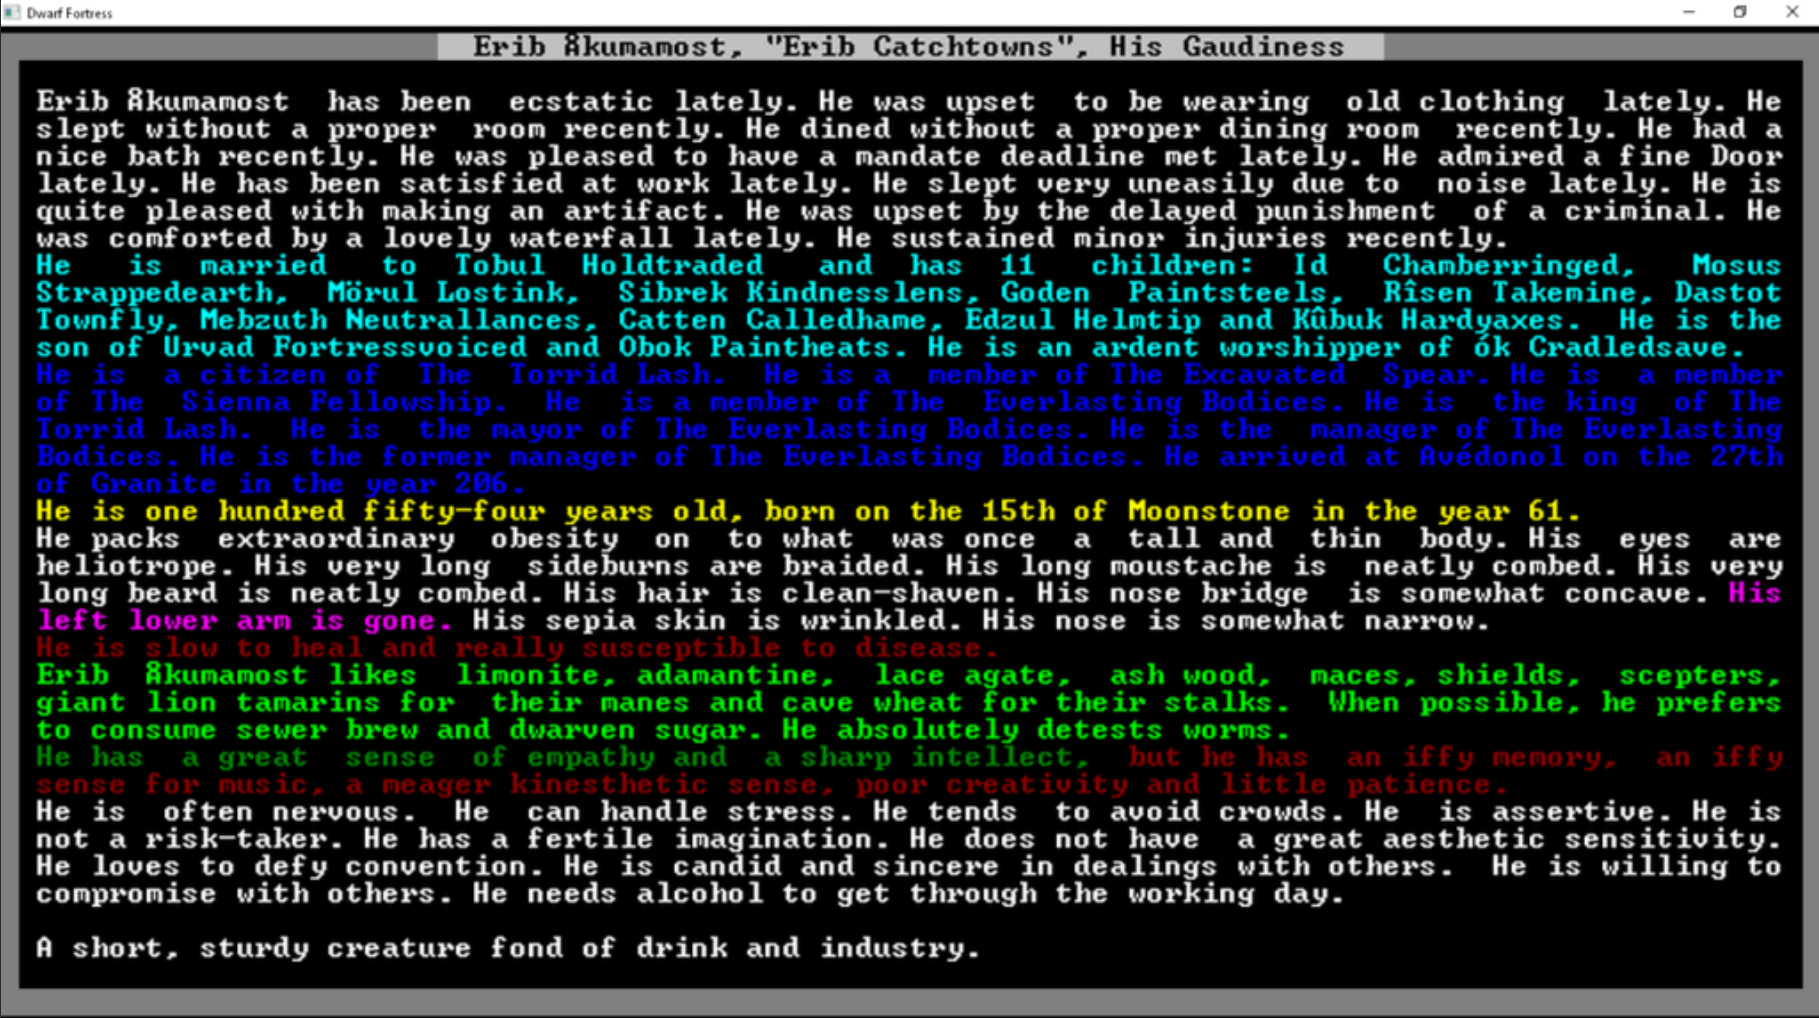 Dwarf Fortress
Erib Åkumamost, "Erib Catchtowns", His Gaudiness
Erib Åkumamost has been ecstatic lately. He was upset to be wearing old clothing lately. He
slept without a proper room recently. He dined without a proper dining room recently. He had a
nice bath recently. He was pleased to have a mandate deadline met lately. He admired a fine Door
lately. He has been satisfied at work lately. He slept very uneasily due to noise lately. He is
quite pleased with making an artifact. He was upset by the delayed punishment of a criminal. He
was comforted by a lovely waterfall lately. He sustained minor injuries recently.
He is married to Tobul Holdtraded and has 11 children: Id Chamberringed, Mosus
Strappedearth, Mörul Lostink, Sibrek Kindnesslens, Goden Paintsteels, Rîsen Takemine, Dastot
Townfly, Mebzuth Neutrallances, Catten Calledhame, Edzul Helmtip and Kûbuk Hardyaxes. He is the
son of Urvad Fortressvoiced and Obok Paintheats. He is an ardent worshipper of ók Cradledsave.
He is a citizen of The Torrid Lash. He is a member of The Excavated Spear. He is a member
of The Sienna Fellowship. He is a member of The Everlasting Bodices. He is the king of The
Torrid Lash. He is the mayor of The Everlasting Bodices. He is the manager of The Everlasting
Bodices. He is the former manager of The Everlasting Bodices. He arrived at Avédonol on the 27th
of Granite in the year 206.
He is one hundred fifty-four years old, born on the 15th of Moonstone in the year 61.
He packs extraordinary obesity on to what was once a tall and thin body. His eyes are
heliotrope. His very long sideburns are braided. His long moustache is neatly combed. His very
long beard is neatly combed. His hair is clean-shaven. His nose bridge is somewhat concave. His
left lower arm is gone. His sepia skin is wrinkled. His nose is somewhat narrow.
He is slow to heal and really susceptible to disease.
Erib Åkumamost likes limonite, adamantine, lace agate, ash wood, maces, shields, scepters,
giant lion tamarins for their manes and cave wheat for their stalks. When possible, he prefers
to consume sewer brew and dwarven sugar. He absolutely detests worms.
He has a great sense of empathy and a sharp intellect, but he has an iffy memory, an iffy
sense for music, a meager kinesthetic sense, poor creativity and little patience.
He is often nervous. He can handle stress. He tends to avoid crowds. He is assertive. He is
not a risk-taker. He has a fertile imagination. He does not have a great aesthetic sensitivity.
He loves to defy convention. He is candid and sincere in dealings with others. He is willing to
compromise with others. He needs alcohol to get through the working day.
A short, sturdy creature fond of drink and industry.